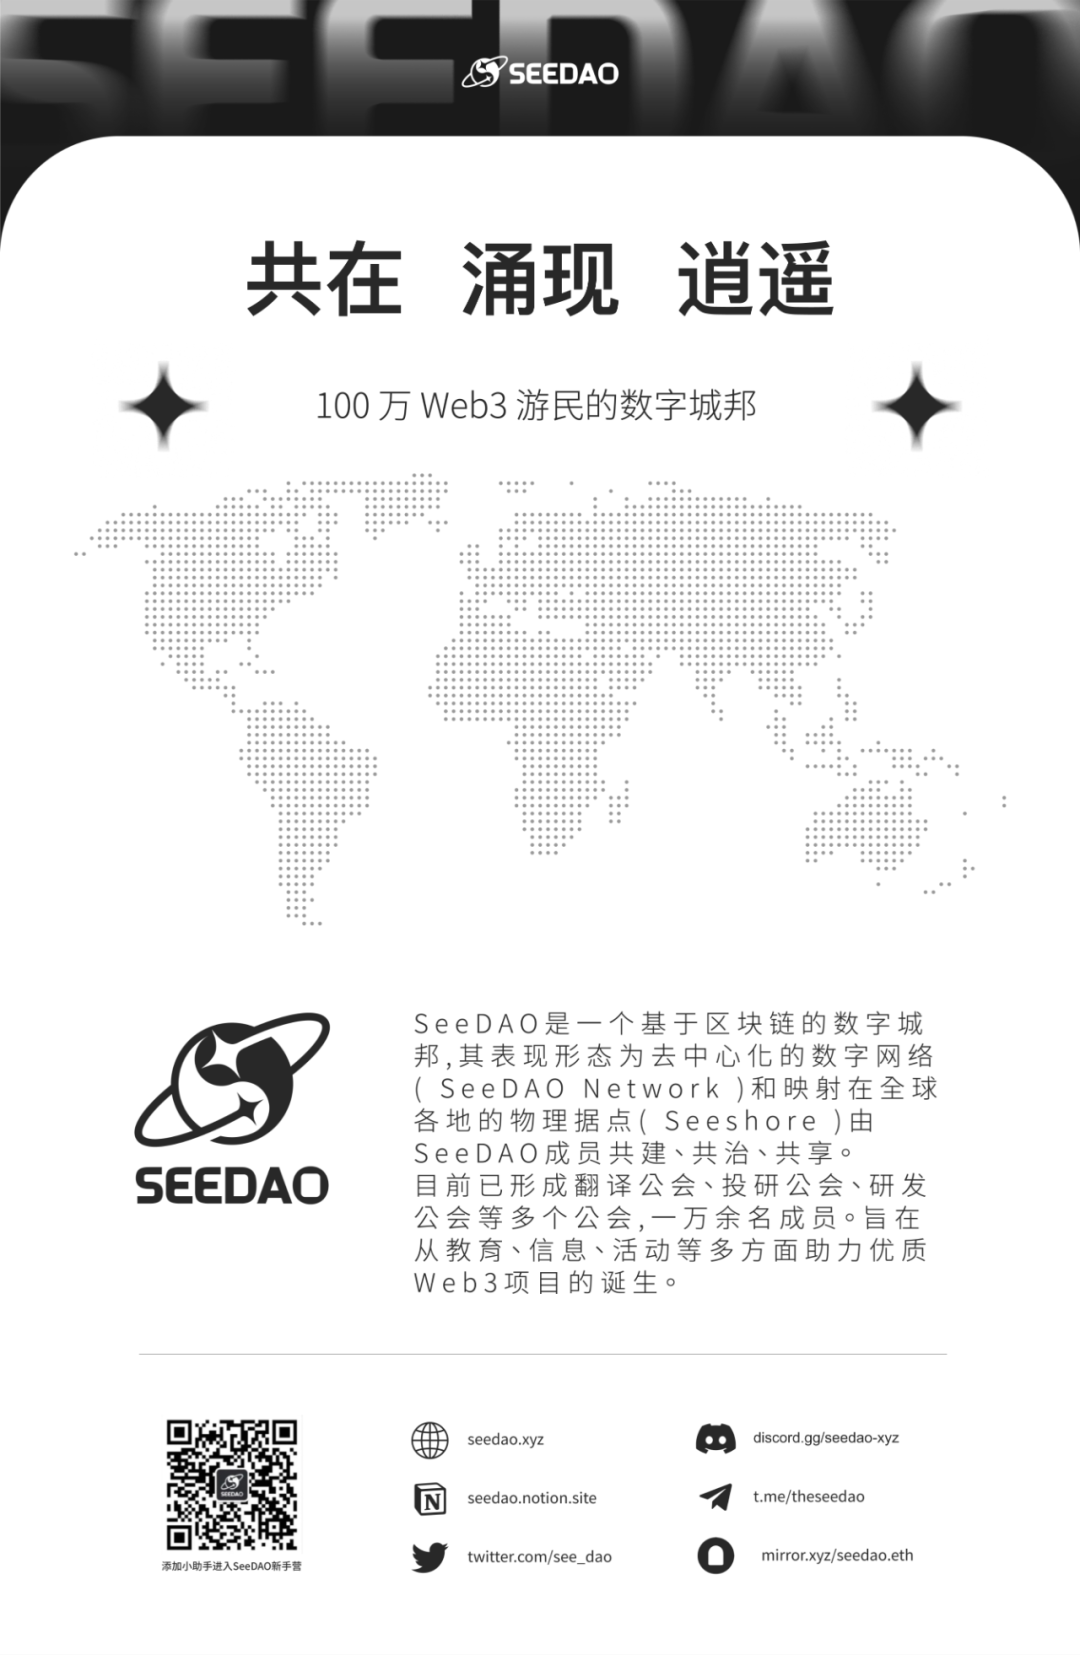 SEEDAO
SEEDAO
共在 涌现 逍遥
100 万 Web3 游民的数字城邦
SeeDAO是一个基于区块链的数字城
邦,其表现形态为去中心化的数字网络
( SeeDAO Network )和映射在全球
各地的物理据点( Seeshore )由
SeeDAO成员共建、共治、共享。
目前已形成翻译公会、投研公会、研发
公会等多个公会,一万余名成员。旨在
从教育、信息、活动等多方面助力优质
Web3项目的诞生。
SEEDAO
SEEDAO
添加小助手进入SeeDAO新手营
seedao.xyz
discord.gg/seedao-xyz
seedao.notion.site
t.me/theseedao
twitter.com/see_dao
mirror.xyz/seedao.eth